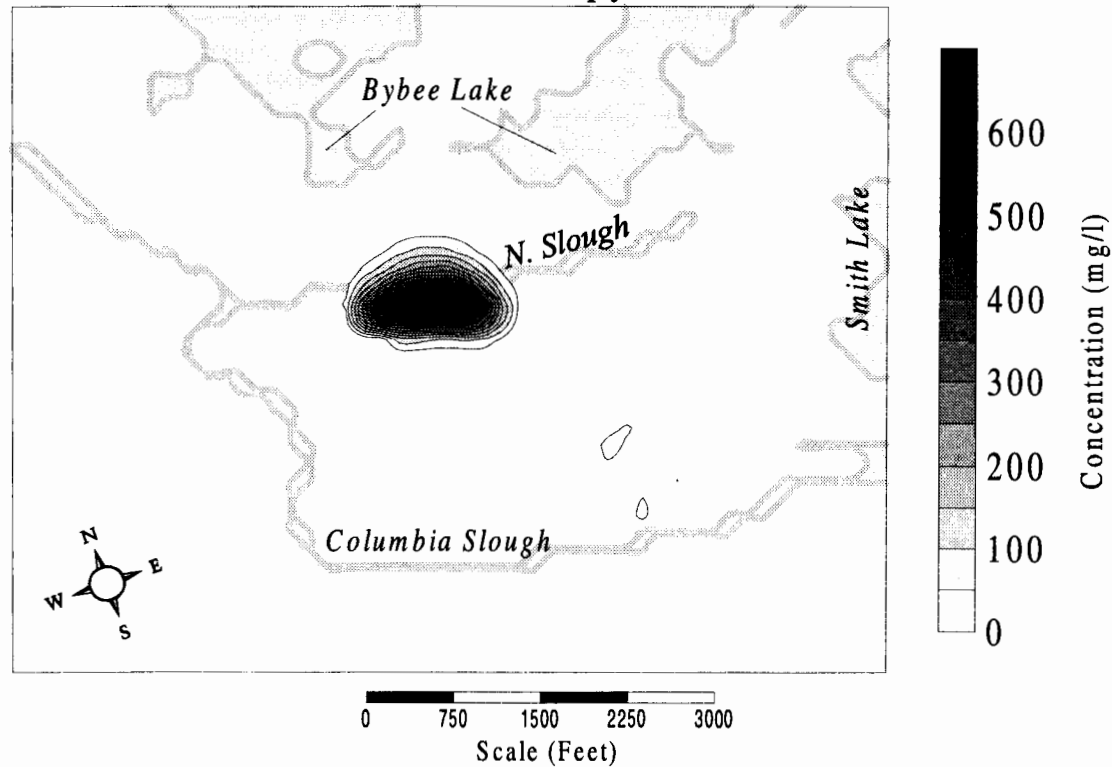 Bybee Lake
N. Slough
Smith Lake
Columbia Slough
N
E
W
S
600
500
400
300
200
100
0
Concentration (mg/l)
0 750 1500 2250 3000
Scale (Feet)